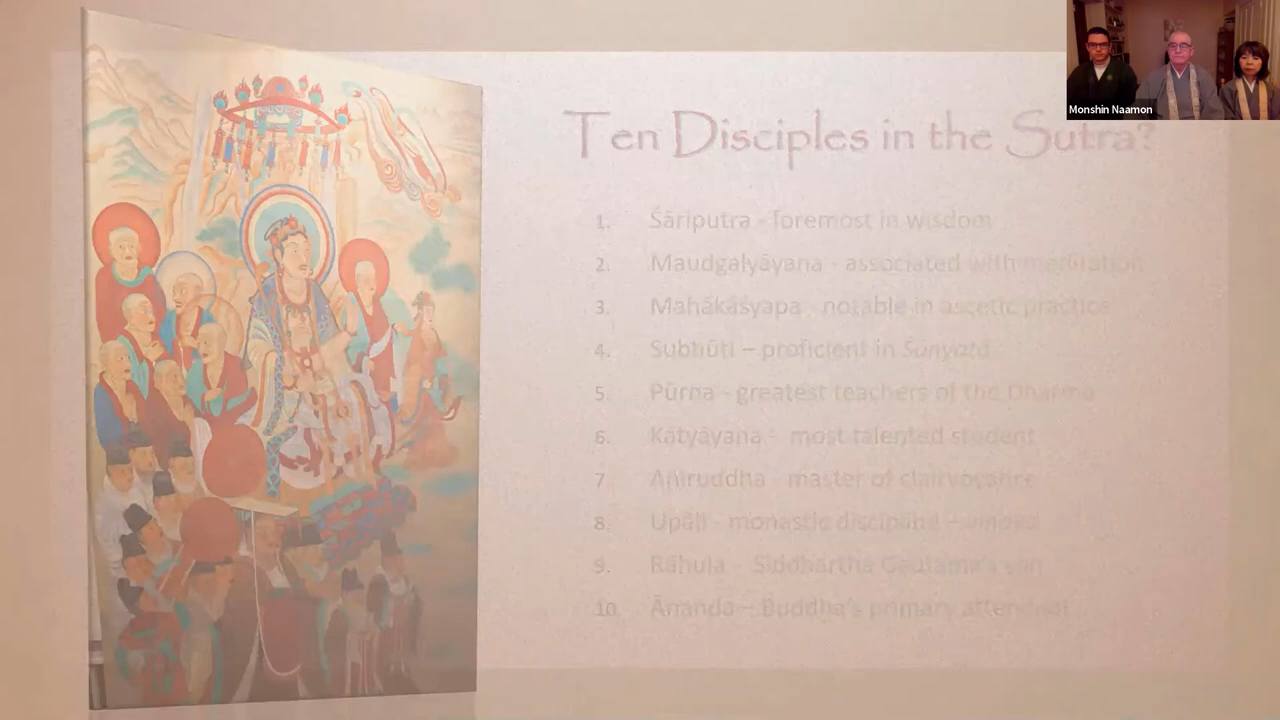 Monshin Naamon
Ten Disciples in the Sutra?
1. Śāriputra - foremost in wisdom
2. Maudgalyāyana - associated with meditation
3. Mahākāśyapa - notable in ascetic practice
4. Subhūti – proficient in Śūnyatā
5. Pūrna - greatest teachers of the Dharma
6. Kātyāyana - most talented student
7. Aniruddha - master of clairvoyance
8. Upāli - monastic discipline – vinaya
9. Rāhula - Siddhārtha Gautama's son
10. Ānanda – Buddha's primary attendant